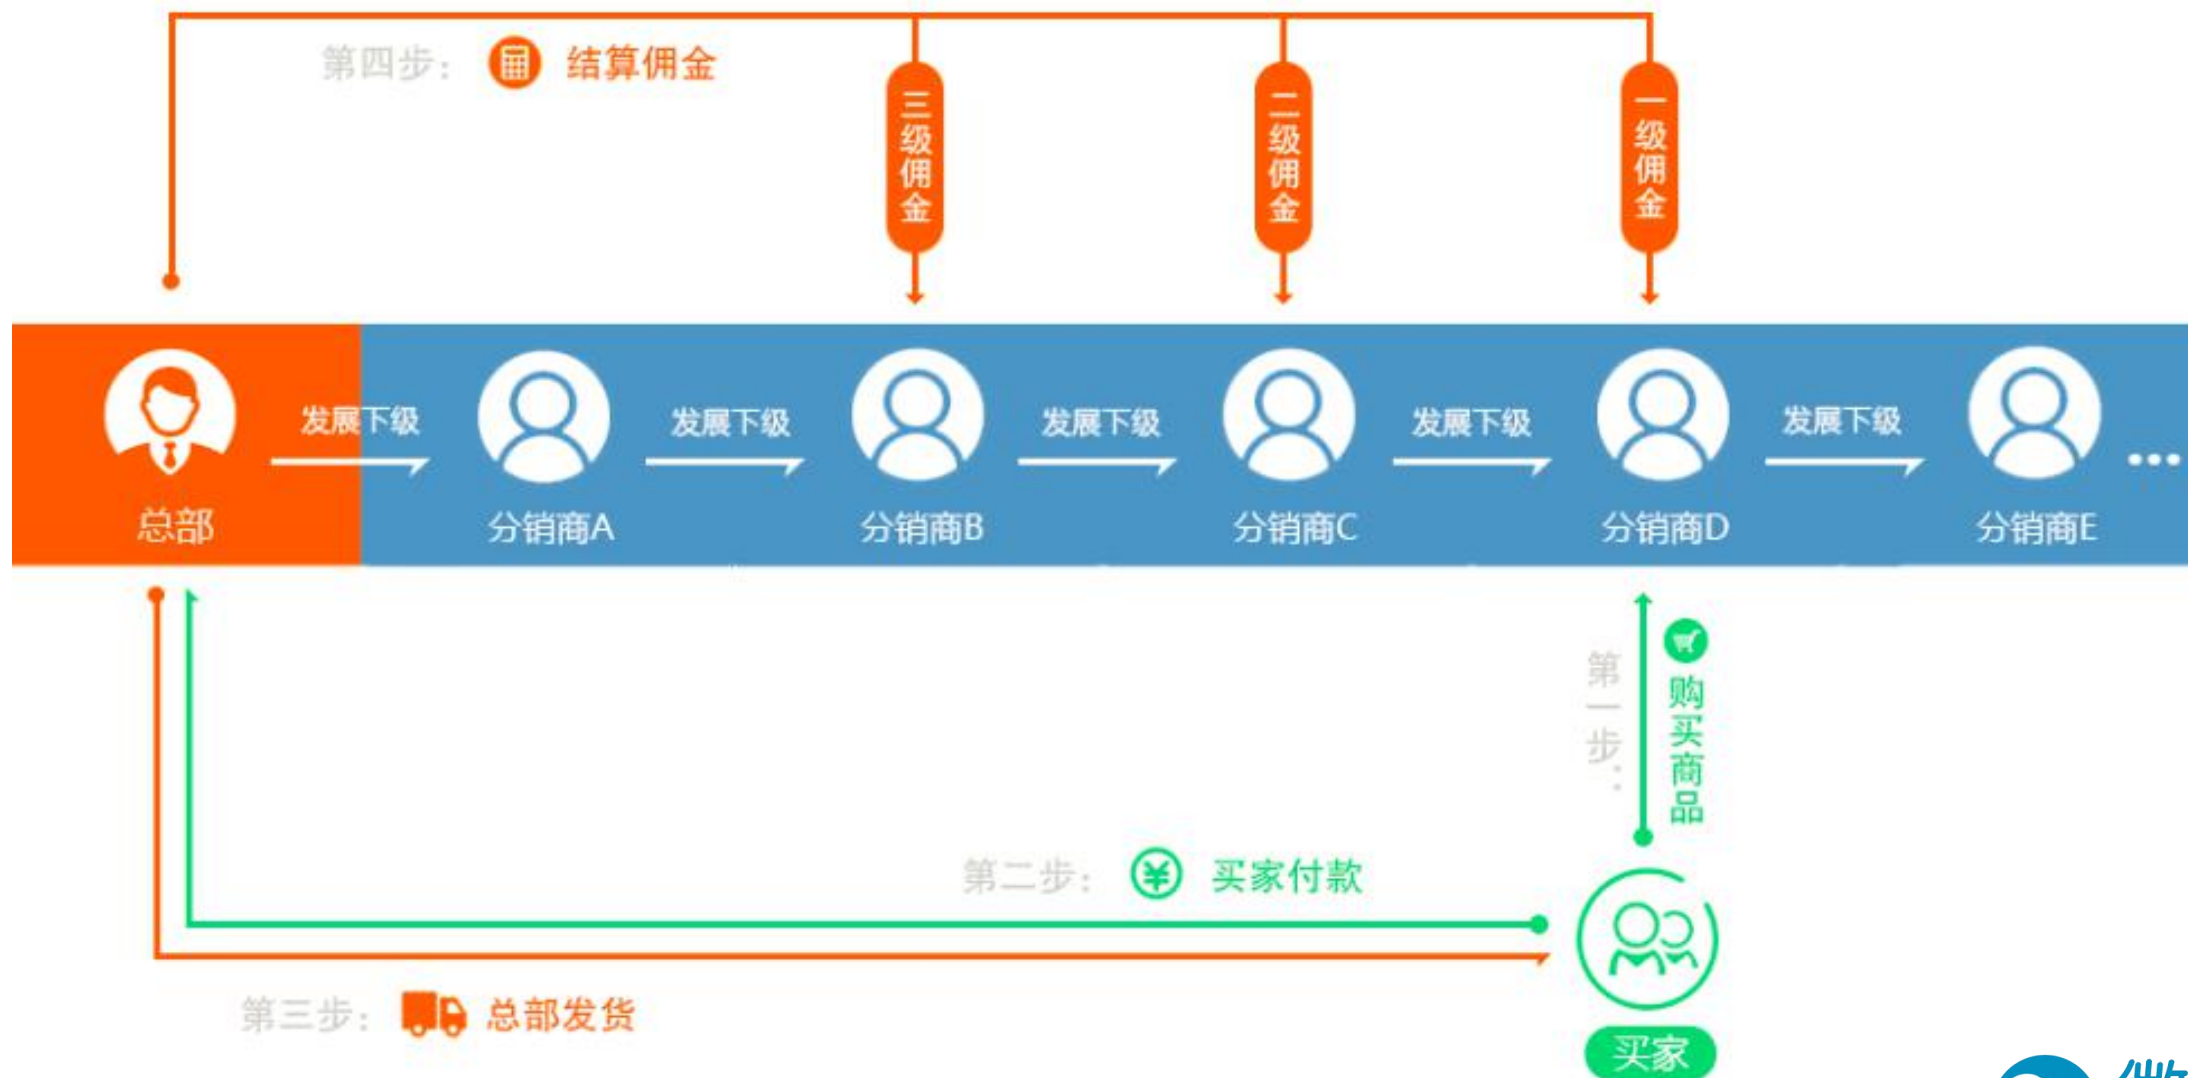 第四步： 结算佣金
三级佣金
二级佣金
一级佣金
发展下级
发展下级
发展下级
发展下级
发展下级
总部
分销商A
分销商B
分销商C
分销商D
分销商E
...
第一步：
购买商品
第二步： 买家付款
第三步： 总部发货
买家